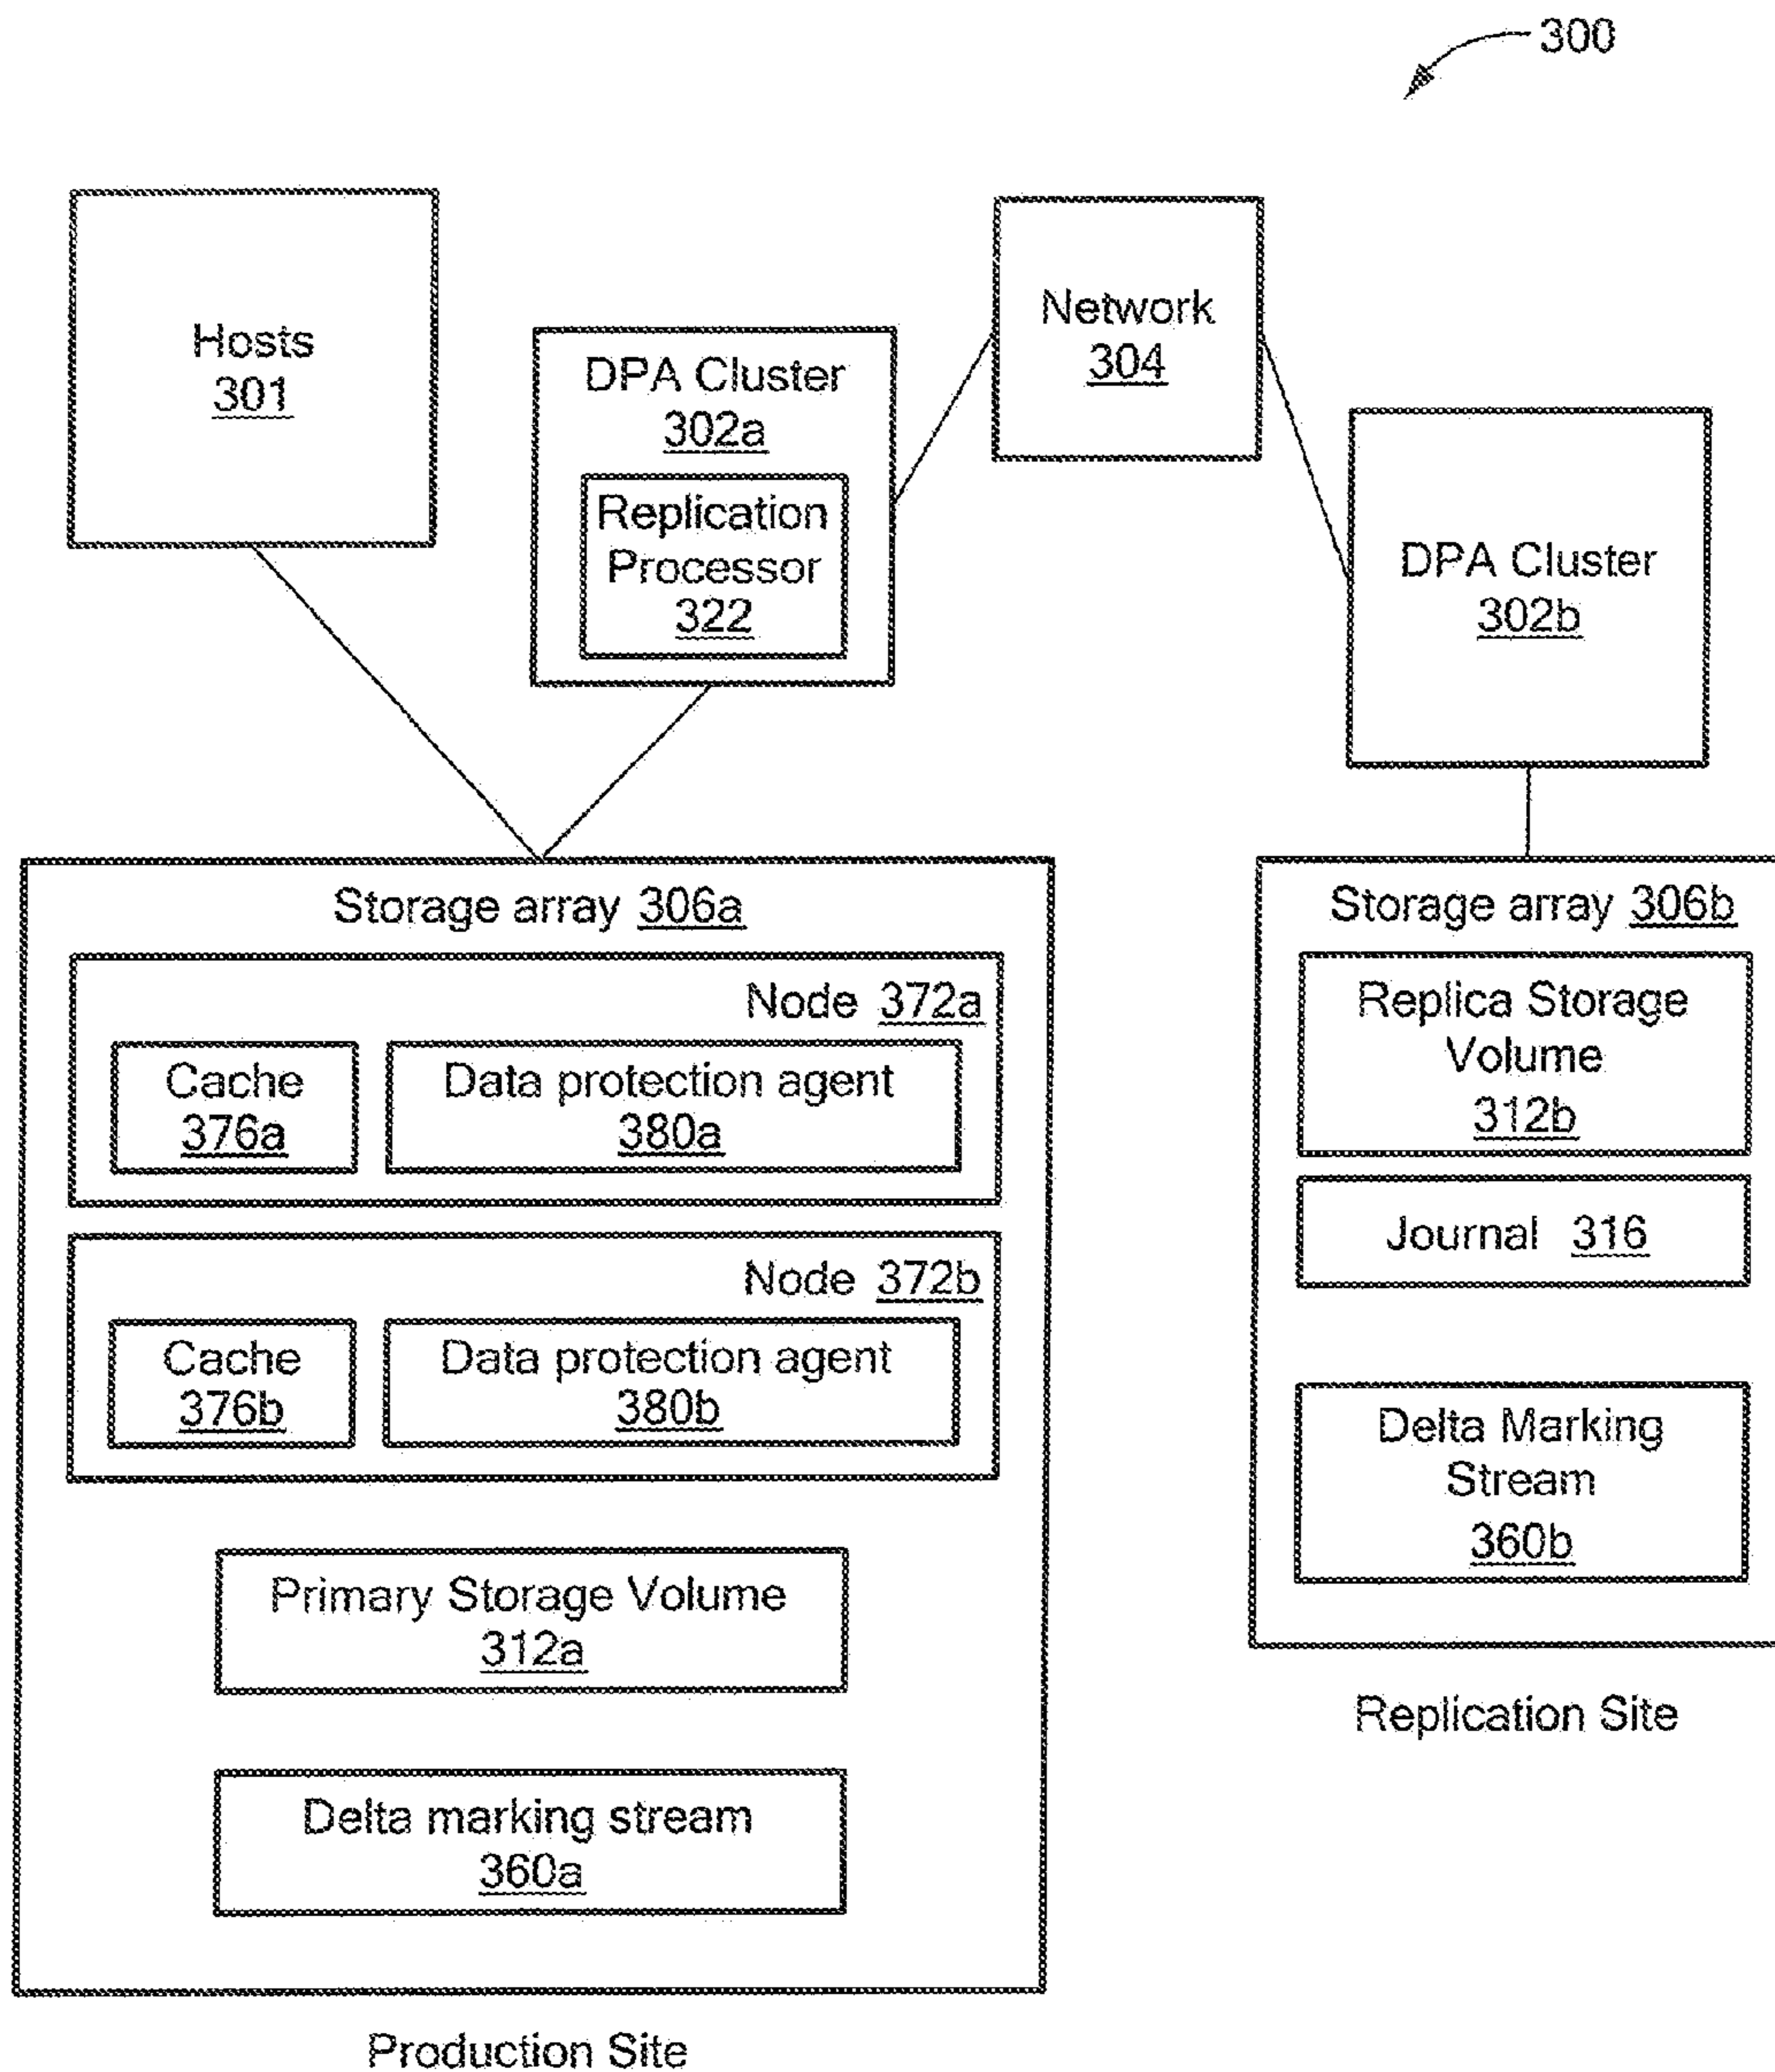 300
Hosts
301
DPA Cluster
302a
Replication
Processor
322
Network
304
DPA Cluster
302b
Storage array 306a
Node 372a
Cache
376a
Data protection agent
380a
Node 372b
Cache
376b
Data protection agent
380b
Primary Storage Volume
312a
Delta marking stream
360a
Production Site
Storage array 306b
Replica Storage
Volume
312b
Journal 316
Delta Marking
Stream
360b
Replication Site